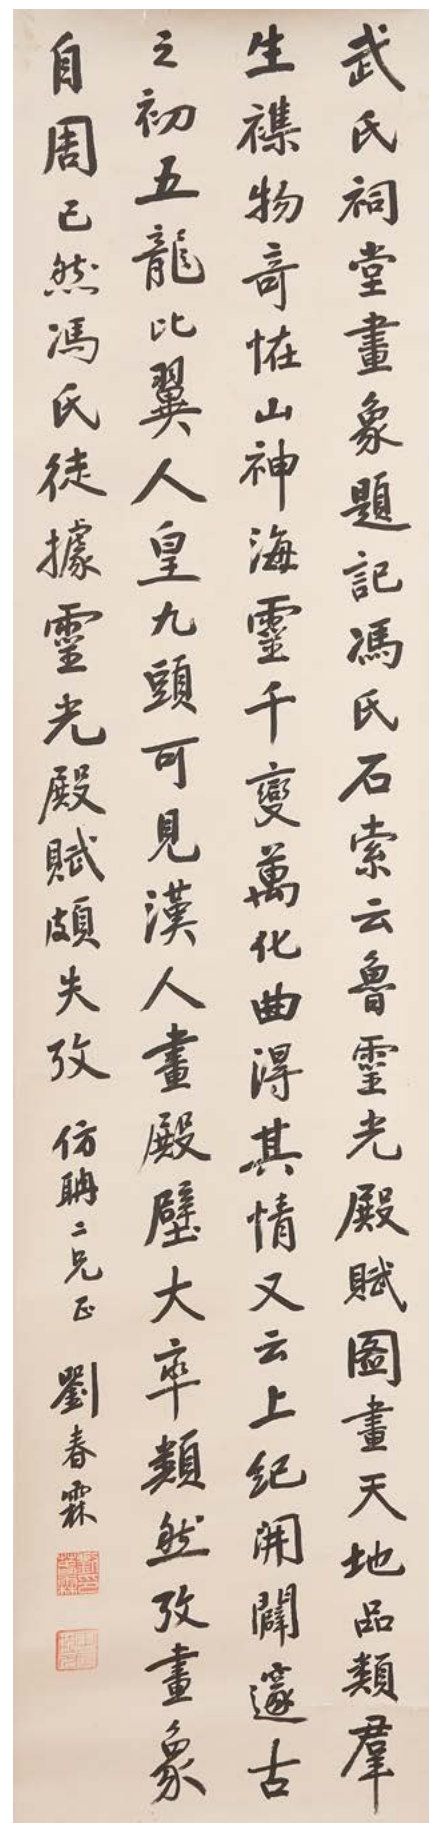 武氏祠堂畫象題記馮氏石索云魯靈光殿賦圖畫天地品類羣
生襍物奇怪山神海靈千變萬化曲得其情又云上紀開闢邃古
之初五龍比翼人皇九頭可見漢人畫殿壁大率類然攷畫象
自周已然馮氏徒據靈光殿賦頗失攷
仿聃二兄正
劉春霖